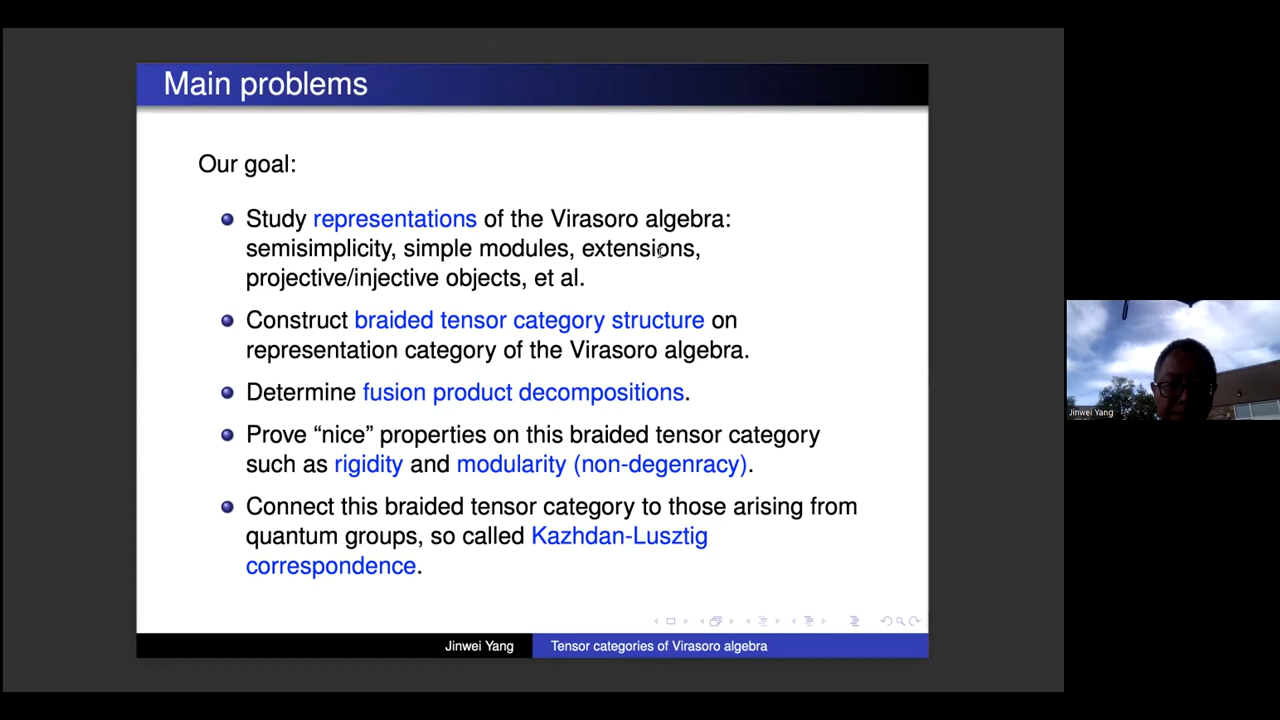 Main problems
Our goal:
Study representations of the Virasoro algebra:
semisimplicity, simple modules, extensions,
projective/injective objects, et al.
Construct braided tensor category structure on
representation category of the Virasoro algebra.
Determine fusion product decompositions.
Prove “nice” properties on this braided tensor category
such as rigidity and modularity (non-degenracy).
Connect this braided tensor category to those arising from
quantum groups, so called Kazhdan-Lusztig
correspondence.
Jinwei Yang
Tensor categories of Virasoro algebra
Jinwei Yang